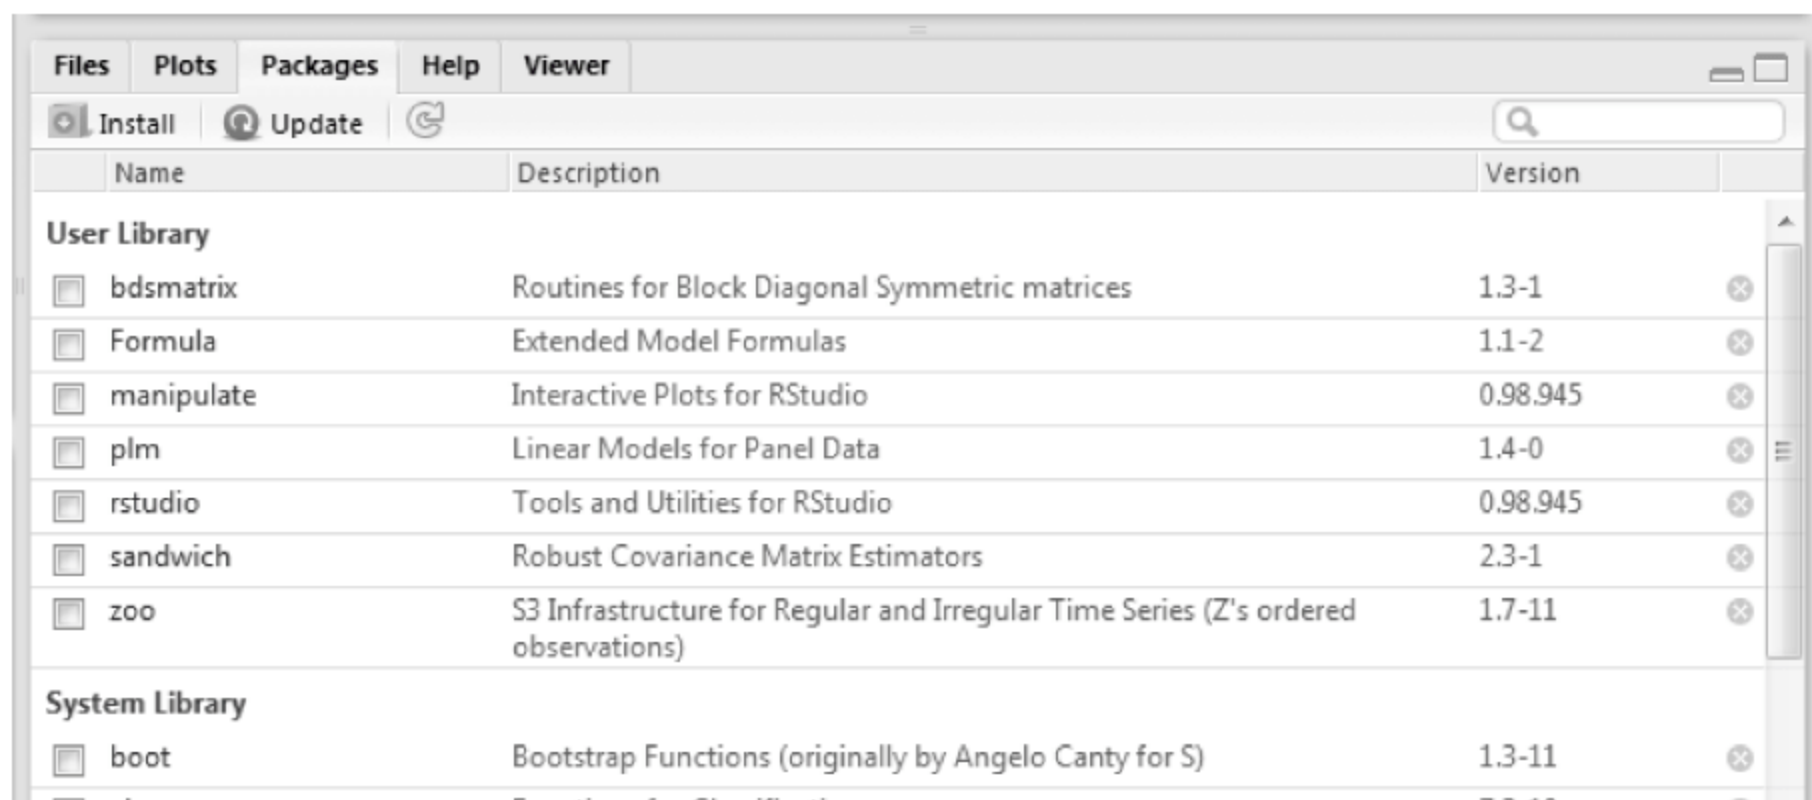 Files Plots Packages Help Viewer
Install Update
Name Description Version
User Library
bdsmatrix Routines for Block Diagonal Symmetric matrices 1.3-1
Formula Extended Model Formulas 1.1-2
manipulate Interactive Plots for RStudio 0.98.945
plm Linear Models for Panel Data 1.4-0
rstudio Tools and Utilities for RStudio 0.98.945
sandwich Robust Covariance Matrix Estimators 2.3-1
zoo S3 Infrastructure for Regular and Irregular Time Series (Z's ordered 1.7-11
observations)
System Library
boot Bootstrap Functions (originally by Angelo Canty for S) 1.3-11